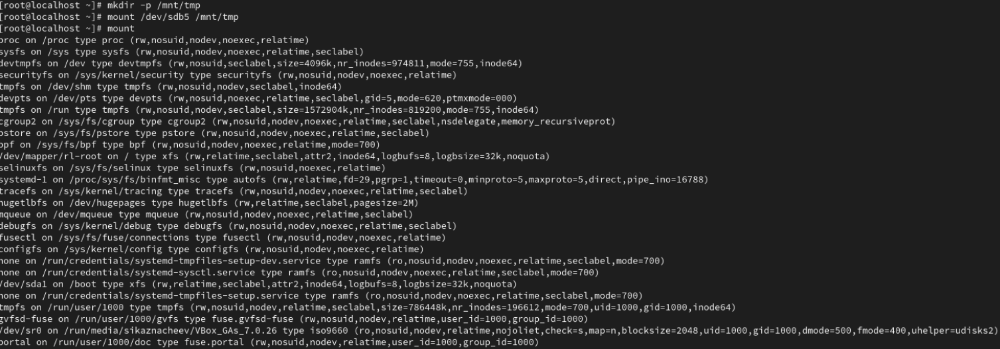 [root@localhost ~]# mkdir -p /mnt/tmp
[root@localhost ~]# mount /dev/sdb5 /mnt/tmp
[root@localhost ~]# mount
proc on /proc type proc (rw,nosuid,nodev,noexec,relatime)
sysfs on /sys type sysfs (rw,nosuid,nodev,noexec,relatime,seclabel)
devtmpfs on /dev type devtmpfs (rw,nosuid,seclabel,size=4096k,nr_inodes=974811,mode=755,inode64)
securityfs on /sys/kernel/security type securityfs (rw,nosuid,nodev,noexec,relatime)
tmpfs on /dev/shm type tmpfs (rw,nosuid,nodev,seclabel,inode64)
devpts on /dev/pts type devpts (rw,nosuid,noexec,relatime,seclabel,gid=5,mode=620,ptmxmode=000)
tmpfs on /run type tmpfs (rw,nosuid,nodev,seclabel,size=1572904k,nr_inodes=819200,mode=755,inode64)
cgroup2 on /sys/fs/cgroup type cgroup2 (rw,nosuid,nodev,noexec,relatime,seclabel,nsdelegate,memory_recursiveprot)
pstore on /sys/fs/pstore type pstore (rw,nosuid,nodev,noexec,relatime,seclabel)
bpf on /sys/fs/bpf type bpf (rw,nosuid,nodev,noexec,relatime,mode=700)
/dev/mapper/rl-root on / type xfs (rw,relatime,seclabel,attr2,inode64,logbufs=8,logbsize=32k,noquota)
selinuxfs on /sys/fs/selinux type selinuxfs (rw,nosuid,noexec,relatime)
systemd-1 on /proc/sys/fs/binfmt_misc type autofs (rw,relatime,fd=29,pgrp=1,timeout=0,minproto=5,maxproto=5,direct,pipe_ino=16788)
tracefs on /sys/kernel/tracing type tracefs (rw,nosuid,nodev,noexec,relatime,seclabel)
hugetlbfs on /dev/hugepages type hugetlbfs (rw,relatime,seclabel,pagesize=2M)
mqueue on /dev/mqueue type mqueue (rw,nosuid,nodev,noexec,relatime,seclabel)
debugfs on /sys/kernel/debug type debugfs (rw,nosuid,nodev,noexec,relatime,seclabel)
fusectl on /sys/fs/fuse/connections type fusectl (rw,nosuid,nodev,noexec,relatime)
configfs on /sys/kernel/config type configfs (rw,nosuid,nodev,noexec,relatime)
none on /run/credentials/systemd-tmpfiles-setup-dev.service type ramfs (ro,nosuid,nodev,noexec,relatime,seclabel,mode=700)
none on /run/credentials/systemd-sysctl.service type ramfs (ro,nosuid,nodev,noexec,relatime,seclabel,mode=700)
/dev/sda1 on /boot type xfs (rw,relatime,seclabel,attr2,inode64,logbufs=8,logbsize=32k,noquota)
none on /run/credentials/systemd-tmpfiles-setup.service type ramfs (ro,nosuid,nodev,noexec,relatime,seclabel,mode=700)
tmpfs on /run/user/1000 type tmpfs (rw,nosuid,nodev,relatime,seclabel,size=786448k,nr_inodes=196612,mode=700,uid=1000,gid=1000,inode64)
gvfsd-fuse on /run/user/1000/gvfs type fuse.gvfsd-fuse (rw,nosuid,nodev,relatime,user_id=1000,group_id=1000)
/dev/sr0 on /run/media/sikaznacheev/VBox_GAs_7.0.26 type iso9660 (ro,nosuid,nodev,relatime,nojoliet,check=s,map=n,blocksize=2048,uid=1000,gid=1000,dmode=500,fmode=400,uhelper=udisks2)
portal on /run/user/1000/doc type fuse.portal (rw,nosuid,nodev,relatime,user_id=1000,group_id=1000)